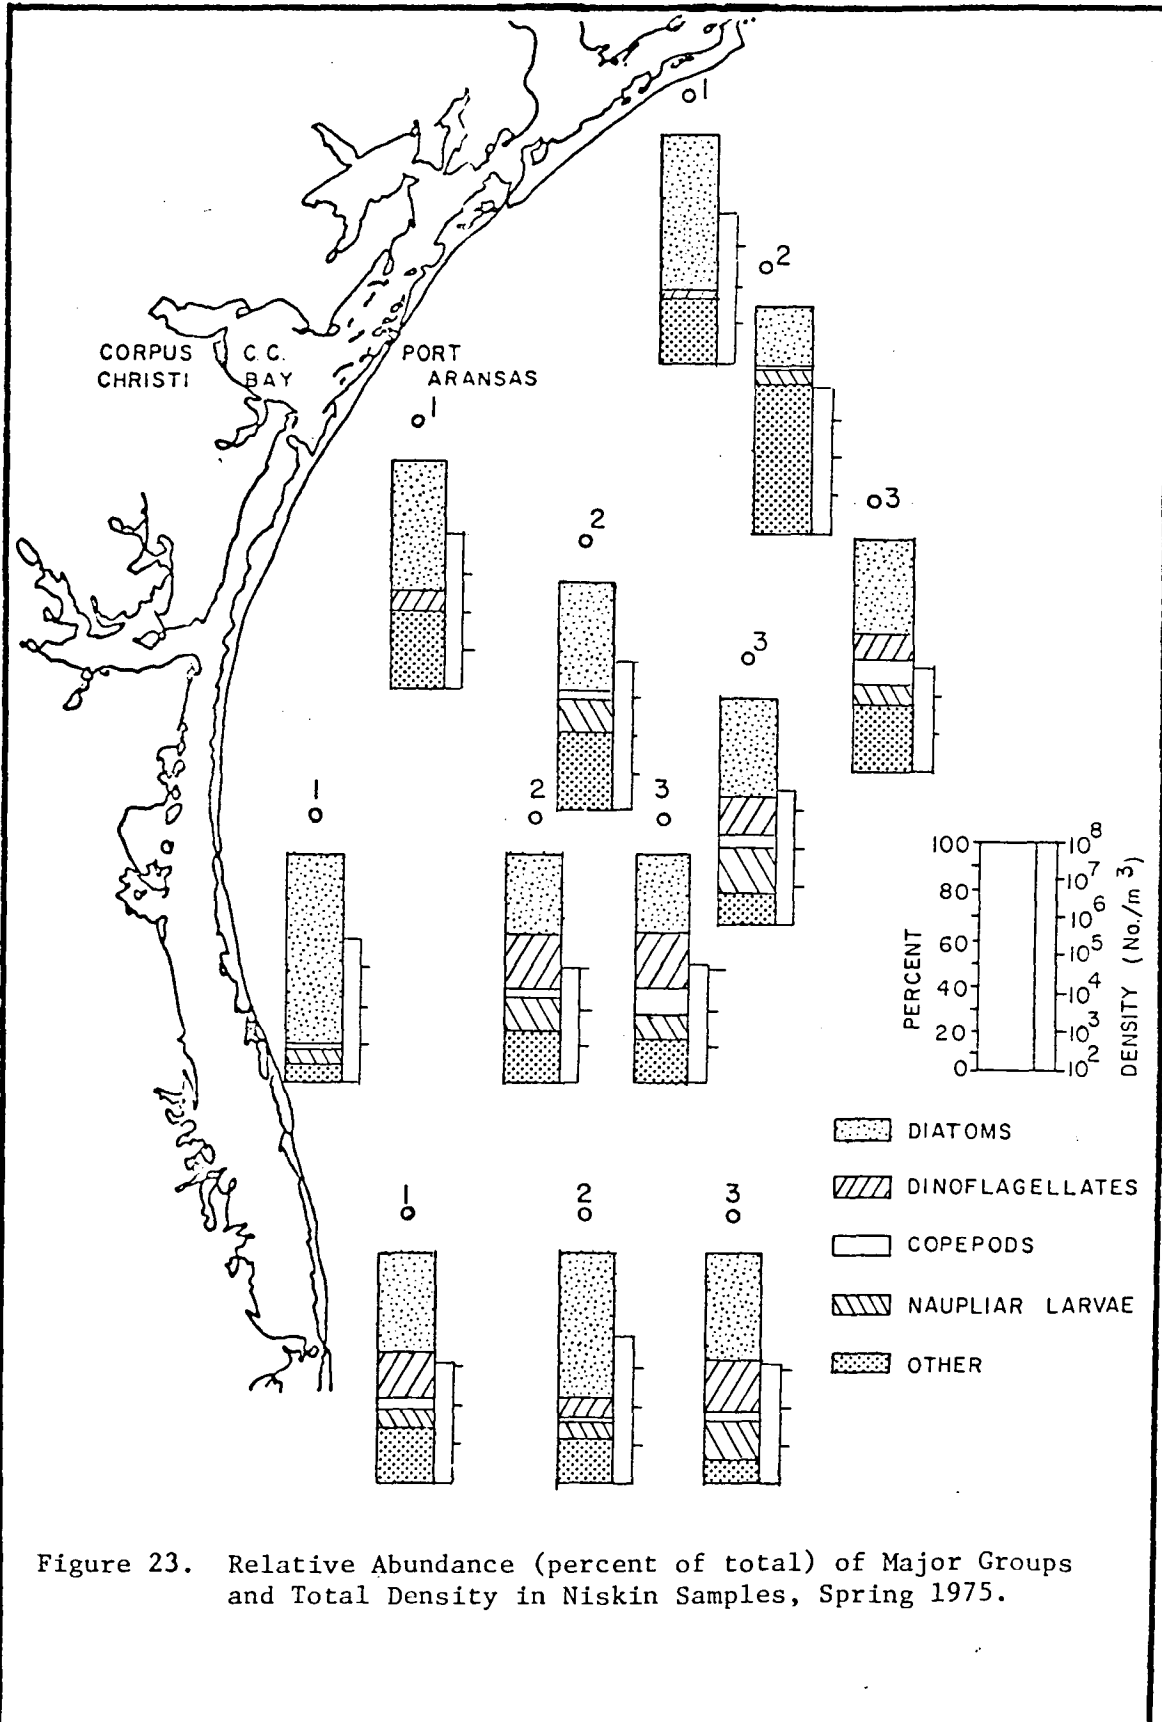 1
2
CORPUS C.C. PORT
CHRISTI BAY ARANSAS
1
3
2
3
1
2
3
100
80
60
40
20
0
PERCENT
10^8
10^7
10^6
10^5
10^4
10^3
10^2
DENSITY (No./m^3)
DIATOMS
DINOFLAGELLATES
COPEPODS
NAUPLIAR LARVAE
OTHER
1
2
3
Figure 23. Relative Abundance (percent of total) of Major Groups
and Total Density in Niskin Samples, Spring 1975.